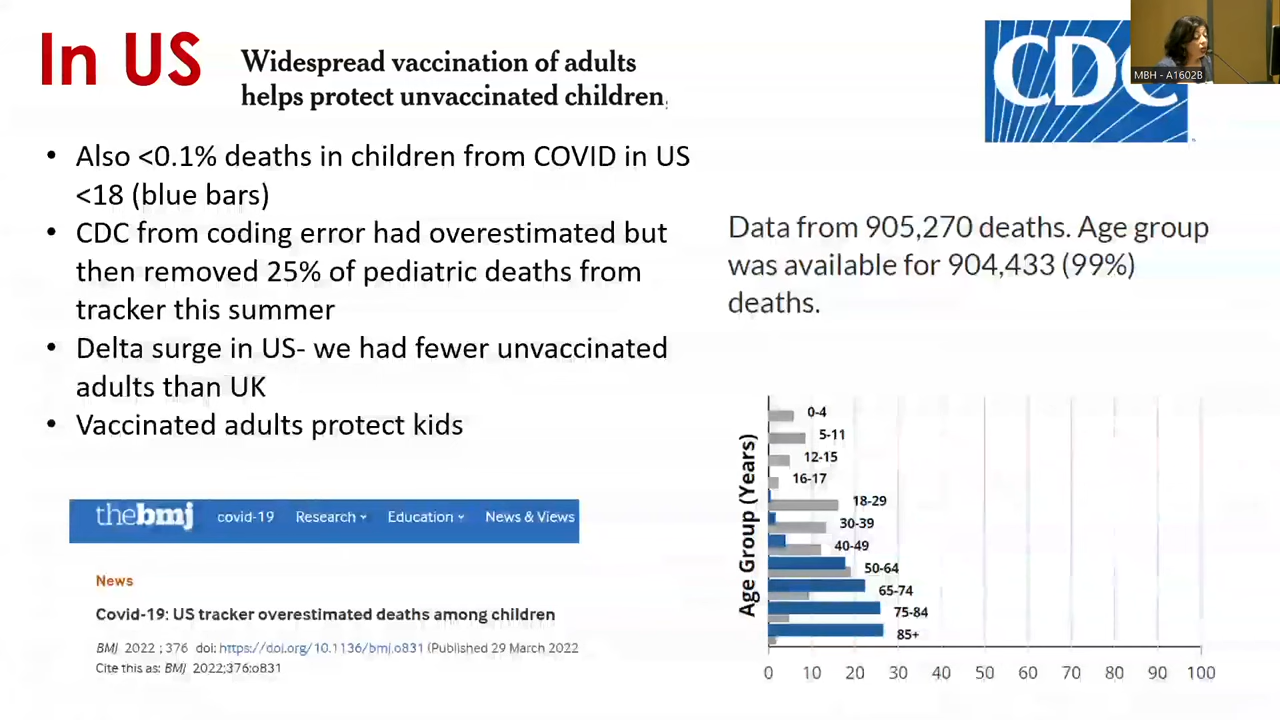 In US
Widespread vaccination of adults
helps protect unvaccinated children
CDC
MBH - A1602B
• Also <0.1% deaths in children from COVID in US
<18 (blue bars)
• CDC from coding error had overestimated but
then removed 25% of pediatric deaths from
tracker this summer
• Delta surge in US- we had fewer unvaccinated
adults than UK
• Vaccinated adults protect kids
Data from 905,270 deaths. Age group
was available for 904,433 (99%)
deaths.
thebmj covid-19 Research Education News & Views
News
Covid-19: US tracker overestimated deaths among children
BMJ 2022 ; 376 doi: https://doi.org/10.1136/bmj.o831 (Published 29 March 2022
Cite this as: BMJ 2022;376:o831
Age Group (Years)
0-4
5-11
12-15
16-17
18-29
30-39
40-49
50-64
65-74
75-84
85+
0 10 20 30 40 50 60 70 80 90 100